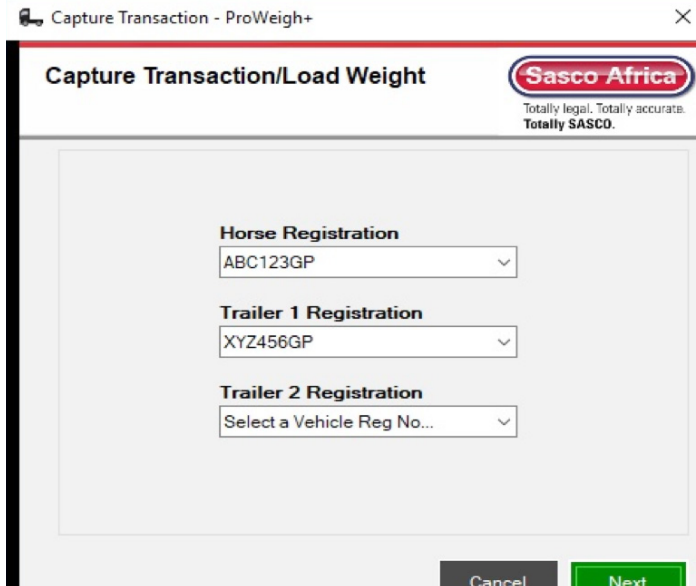 Capture Transaction - ProWeigh+
Capture Transaction/Load Weight
Sasco Africa
Totally legal. Totally accurate.
Totally SASCO.
Horse Registration
ABC123GP
Trailer 1 Registration
XYZ456GP
Trailer 2 Registration
Select a Vehicle Reg No...
Cancel
Next